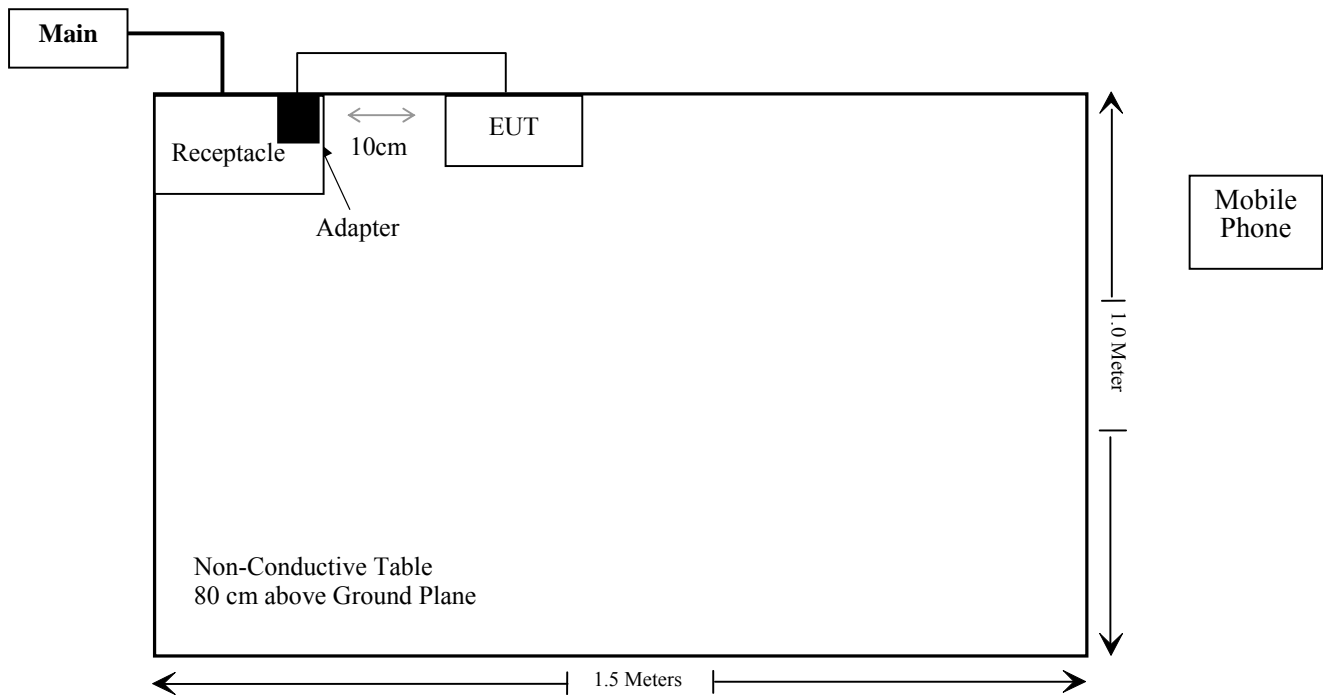 Main
EUT
10cm
Receptacle
Adapter
Mobile
Phone
1.0 Meter
Non-Conductive Table
80 cm above Ground Plane
1.5 Meters